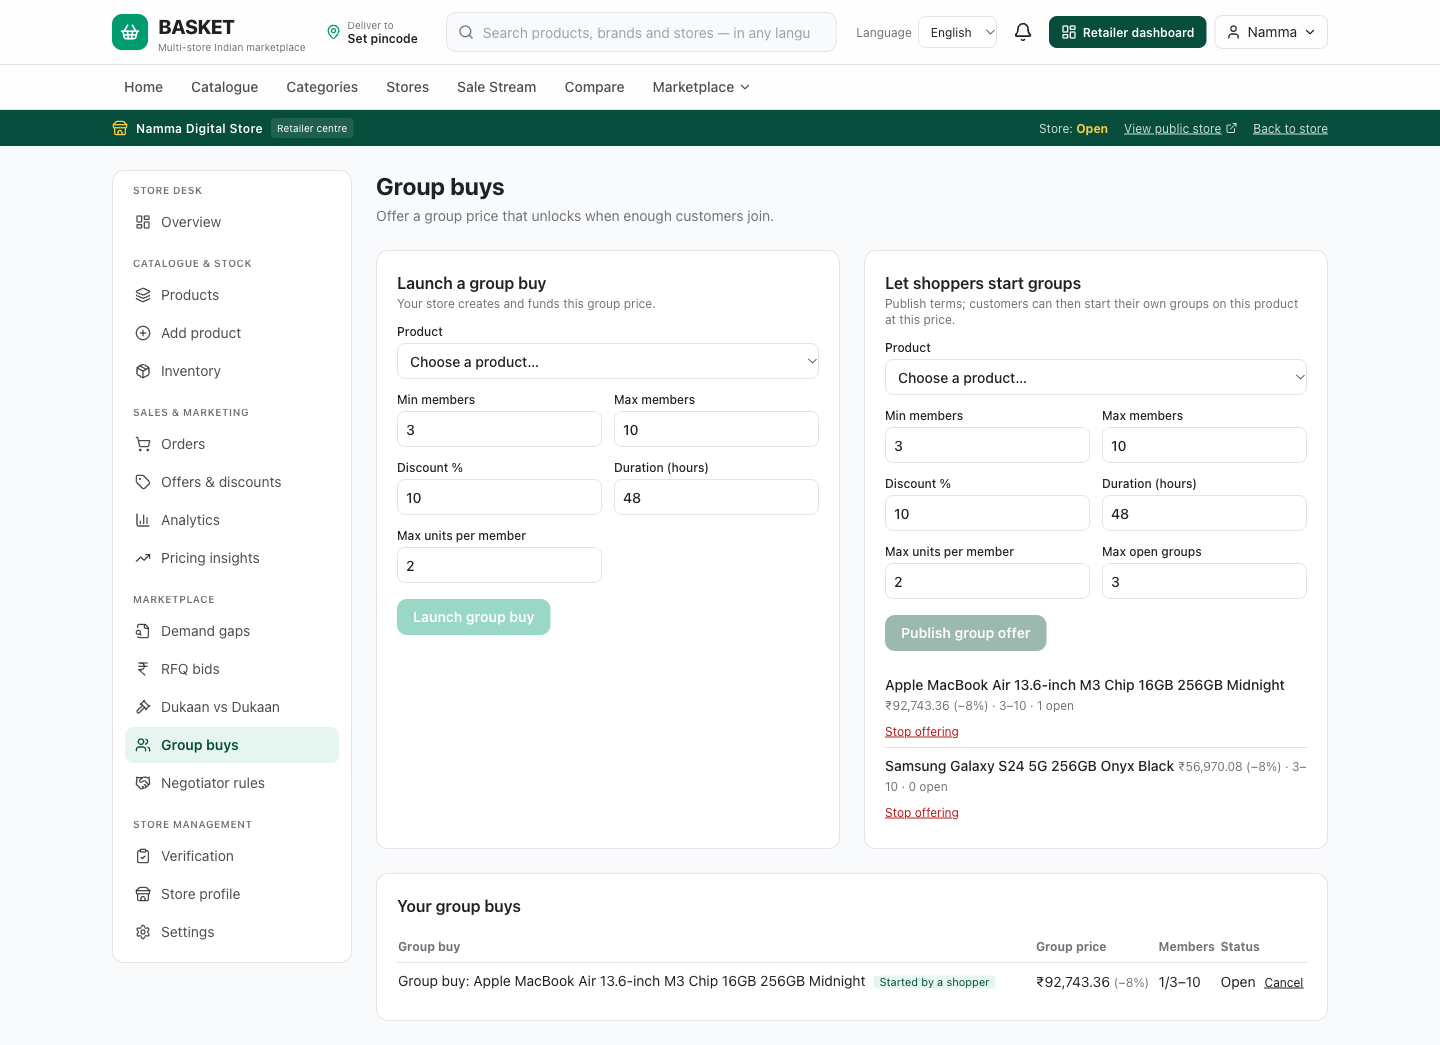 BASKET
Multi-store Indian marketplace
Deliver to
Set pincode
Search products, brands and stores — in any langu
Language
English
Retailer dashboard
Namma
Home
Catalogue
Categories
Stores
Sale Stream
Compare
Marketplace
Namma Digital Store
Retailer centre
Store: Open
View public store
Back to store
STORE DESK
Overview
CATALOGUE & STOCK
Products
Add product
Inventory
SALES & MARKETING
Orders
Offers & discounts
Analytics
Pricing insights
MARKETPLACE
Demand gaps
RFQ bids
Dukaan vs Dukaan
Group buys
Negotiator rules
STORE MANAGEMENT
Verification
Store profile
Settings
Group buys
Offer a group price that unlocks when enough customers join.
Launch a group buy
Your store creates and funds this group price.
Product
Choose a product...
Min members
Max members
3
10
Discount %
Duration (hours)
10
48
Max units per member
2
Launch group buy
Let shoppers start groups
Publish terms; customers can then start their own groups on this product
at this price.
Product
Choose a product...
Min members
Max members
3
10
Discount %
Duration (hours)
10
48
Max units per member
Max open groups
2
3
Publish group offer
Apple MacBook Air 13.6-inch M3 Chip 16GB 256GB Midnight
₹92,743.36 (−8%) · 3–10 · 1 open
Stop offering
Samsung Galaxy S24 5G 256GB Onyx Black ₹56,970.08 (−8%) · 3–
10 · 0 open
Stop offering
Your group buys
Group buy
Group price
Members
Status
Group buy: Apple MacBook Air 13.6-inch M3 Chip 16GB 256GB Midnight
Started by a shopper
₹92,743.36 (−8%)
1/3–10
Open
Cancel